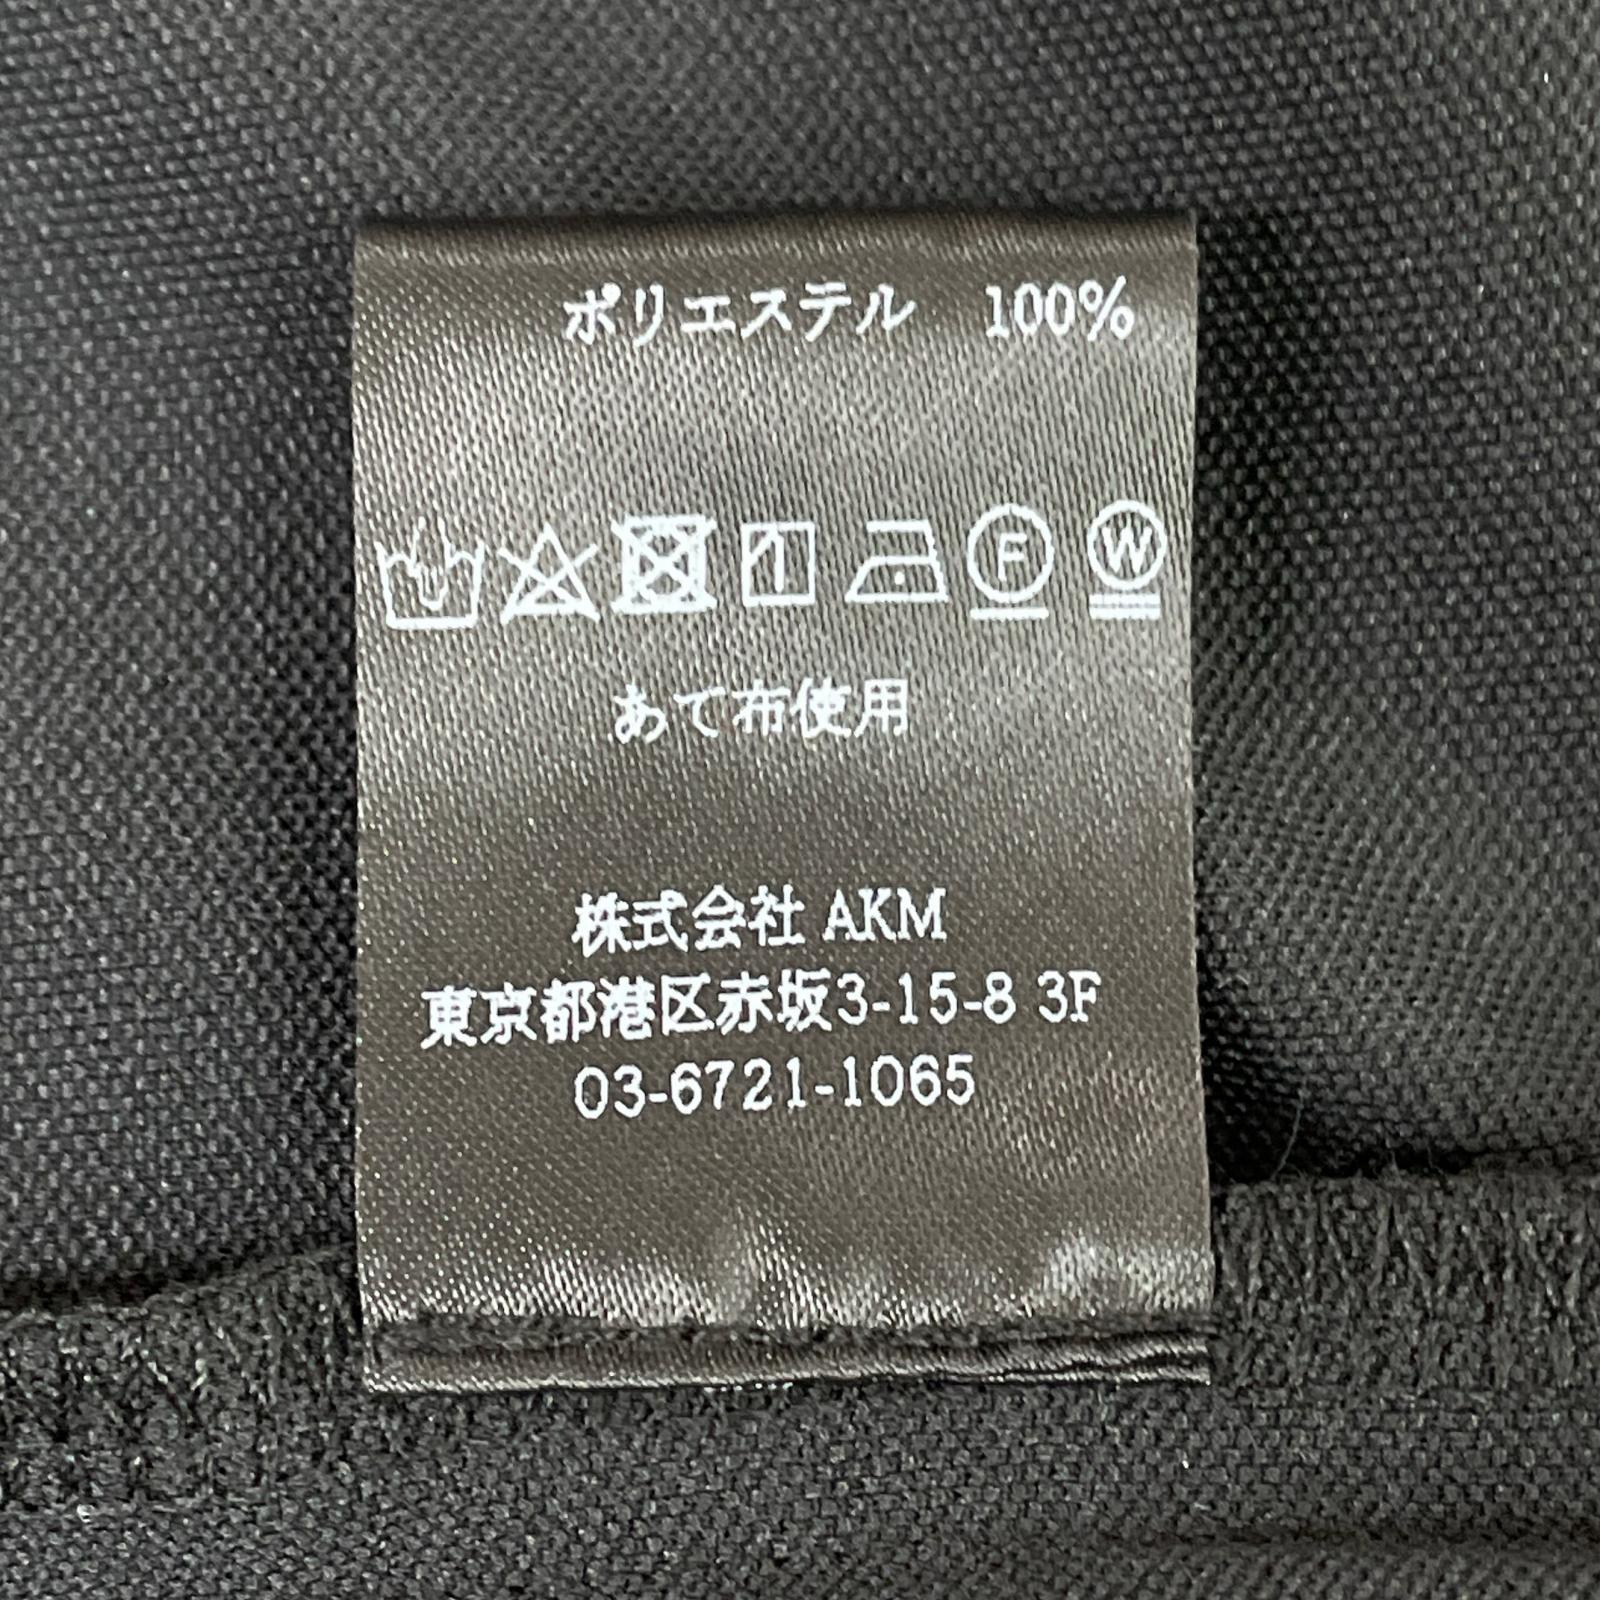 ポリエステル 100%
F W
あて布使用
株式会社 AKM
東京都港区赤坂3-15-8 3F
03-6721-1065